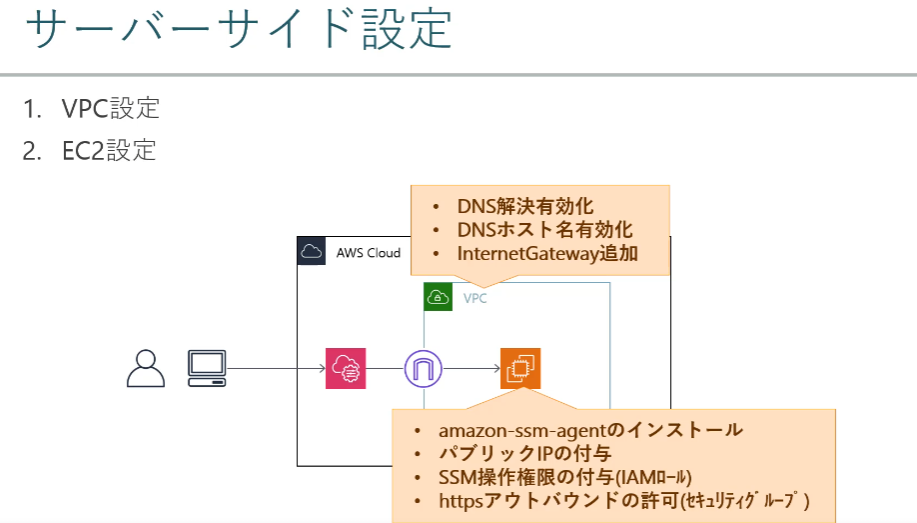 サーバーサイド設定
1. VPC設定
2. EC2設定
• DNS解決有効化
• DNSホスト名有効化
• InternetGateway追加
AWS Cloud
VPC
• amazon-ssm-agentのインストール
• パブリックIPの付与
• SSM操作権限の付与(IAMﾛｰﾙ)
• httpsアウトバウンドの許可(ｾｷｭﾘﾃｨｸﾞﾙｰﾌﾟ)